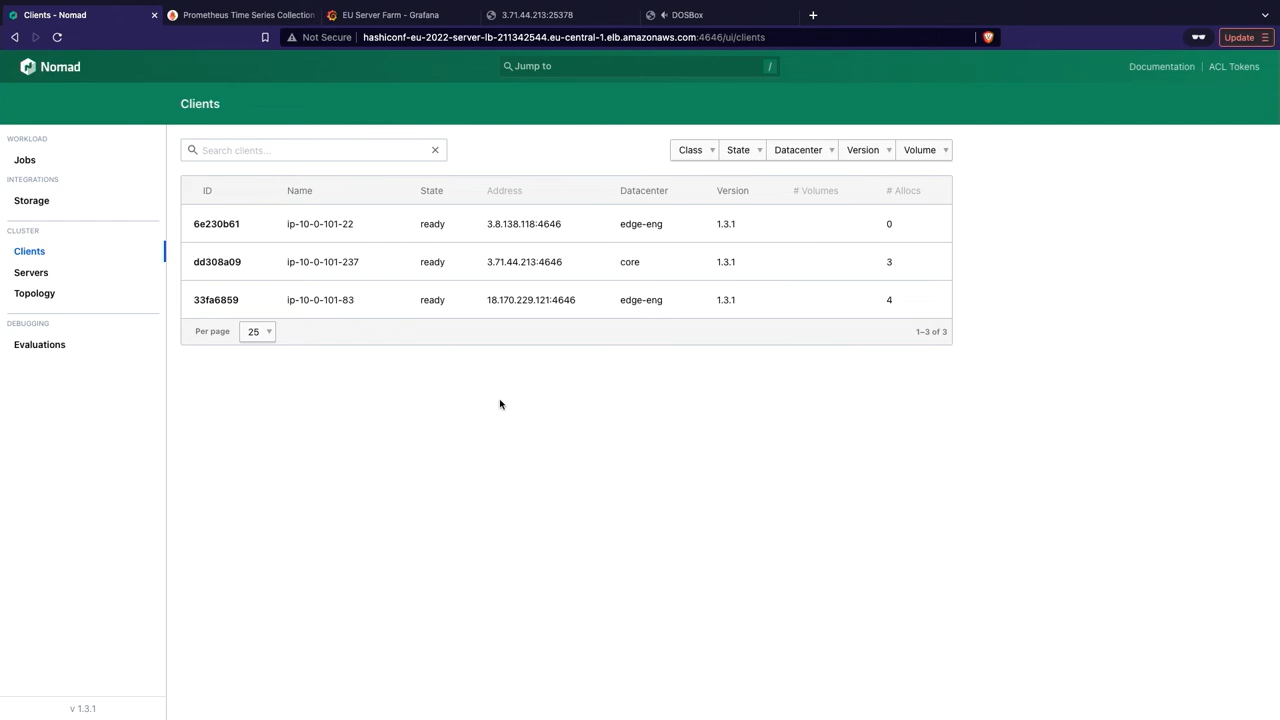 Clients - Nomad
Prometheus Time Series Collection
EU Server Farm - Grafana
3.71.44.213:25378
DOSBox
Not Secure
hashiconf-eu-2022-server-lb-211342544.eu-central-1.elb.amazonaws.com:4646/ui/clients
Update
Nomad
Jump to
/
Documentation
ACL Tokens
Clients
WORKLOAD
Jobs
INTEGRATIONS
Storage
CLUSTER
Clients
Servers
Topology
DEBUGGING
Evaluations
v 1.3.1
Search clients...
Class State Datacenter Version Volume
ID Name State Address Datacenter Version # Volumes # Allocs
6e230b61 ip-10-0-101-22 ready 3.8.138.118:4646 edge-eng 1.3.1 0
dd308a09 ip-10-0-101-237 ready 3.71.44.213:4646 core 1.3.1 3
33fa6859 ip-10-0-101-83 ready 18.170.229.121:4646 edge-eng 1.3.1 4
Per page 25 1–3 of 3